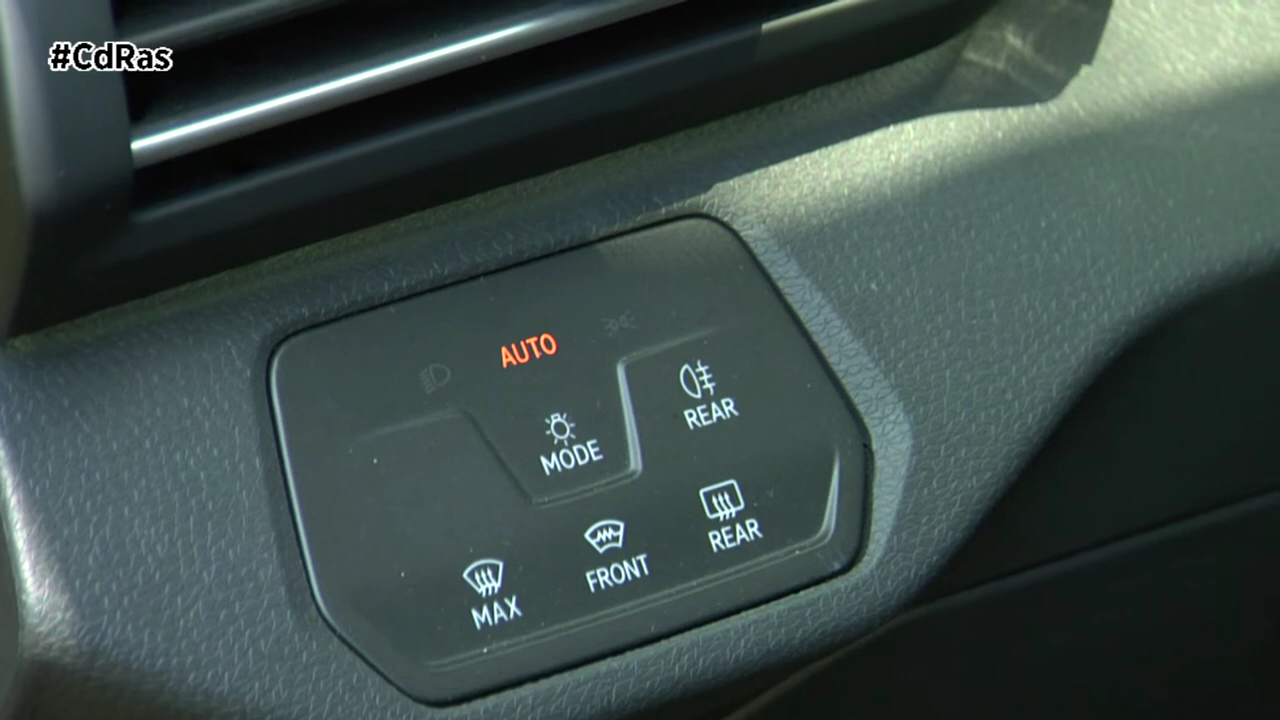 #CdRas
AUTO
MODE
REAR
MAX
FRONT
REAR